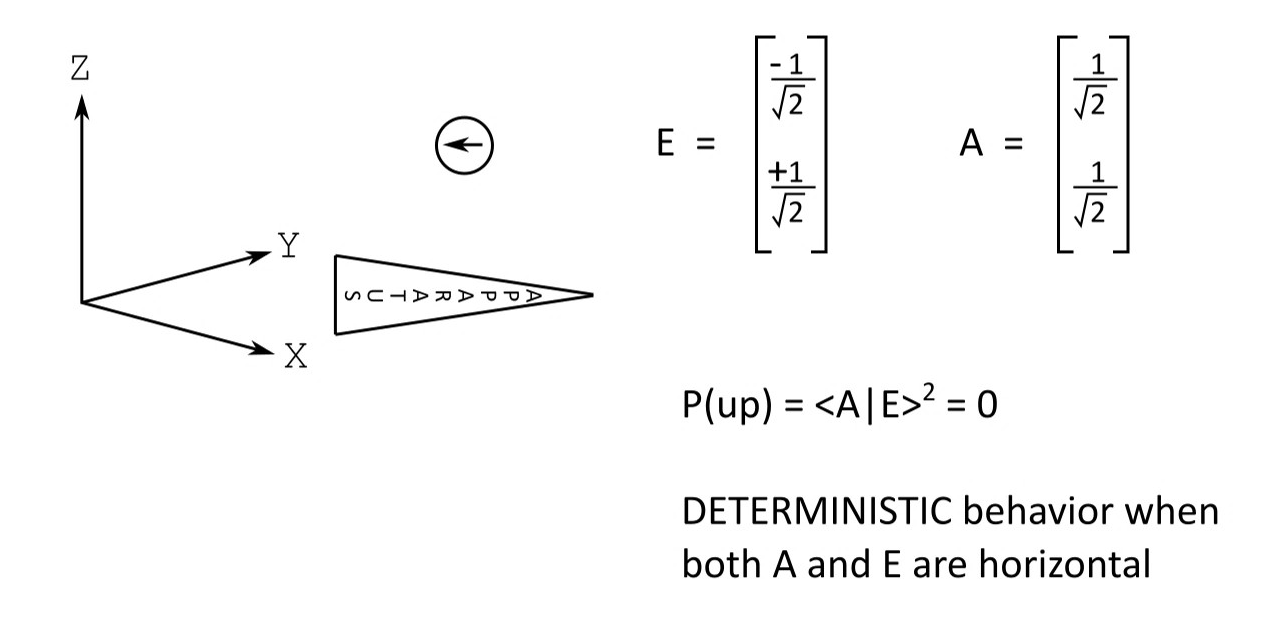 Z
Y
X
APPARATUS
E = [ -1/√2 +1/√2 ]
A = [ 1/√2 1/√2 ]
P(up) = <A|E>² = 0
DETERMINISTIC behavior when
both A and E are horizontal